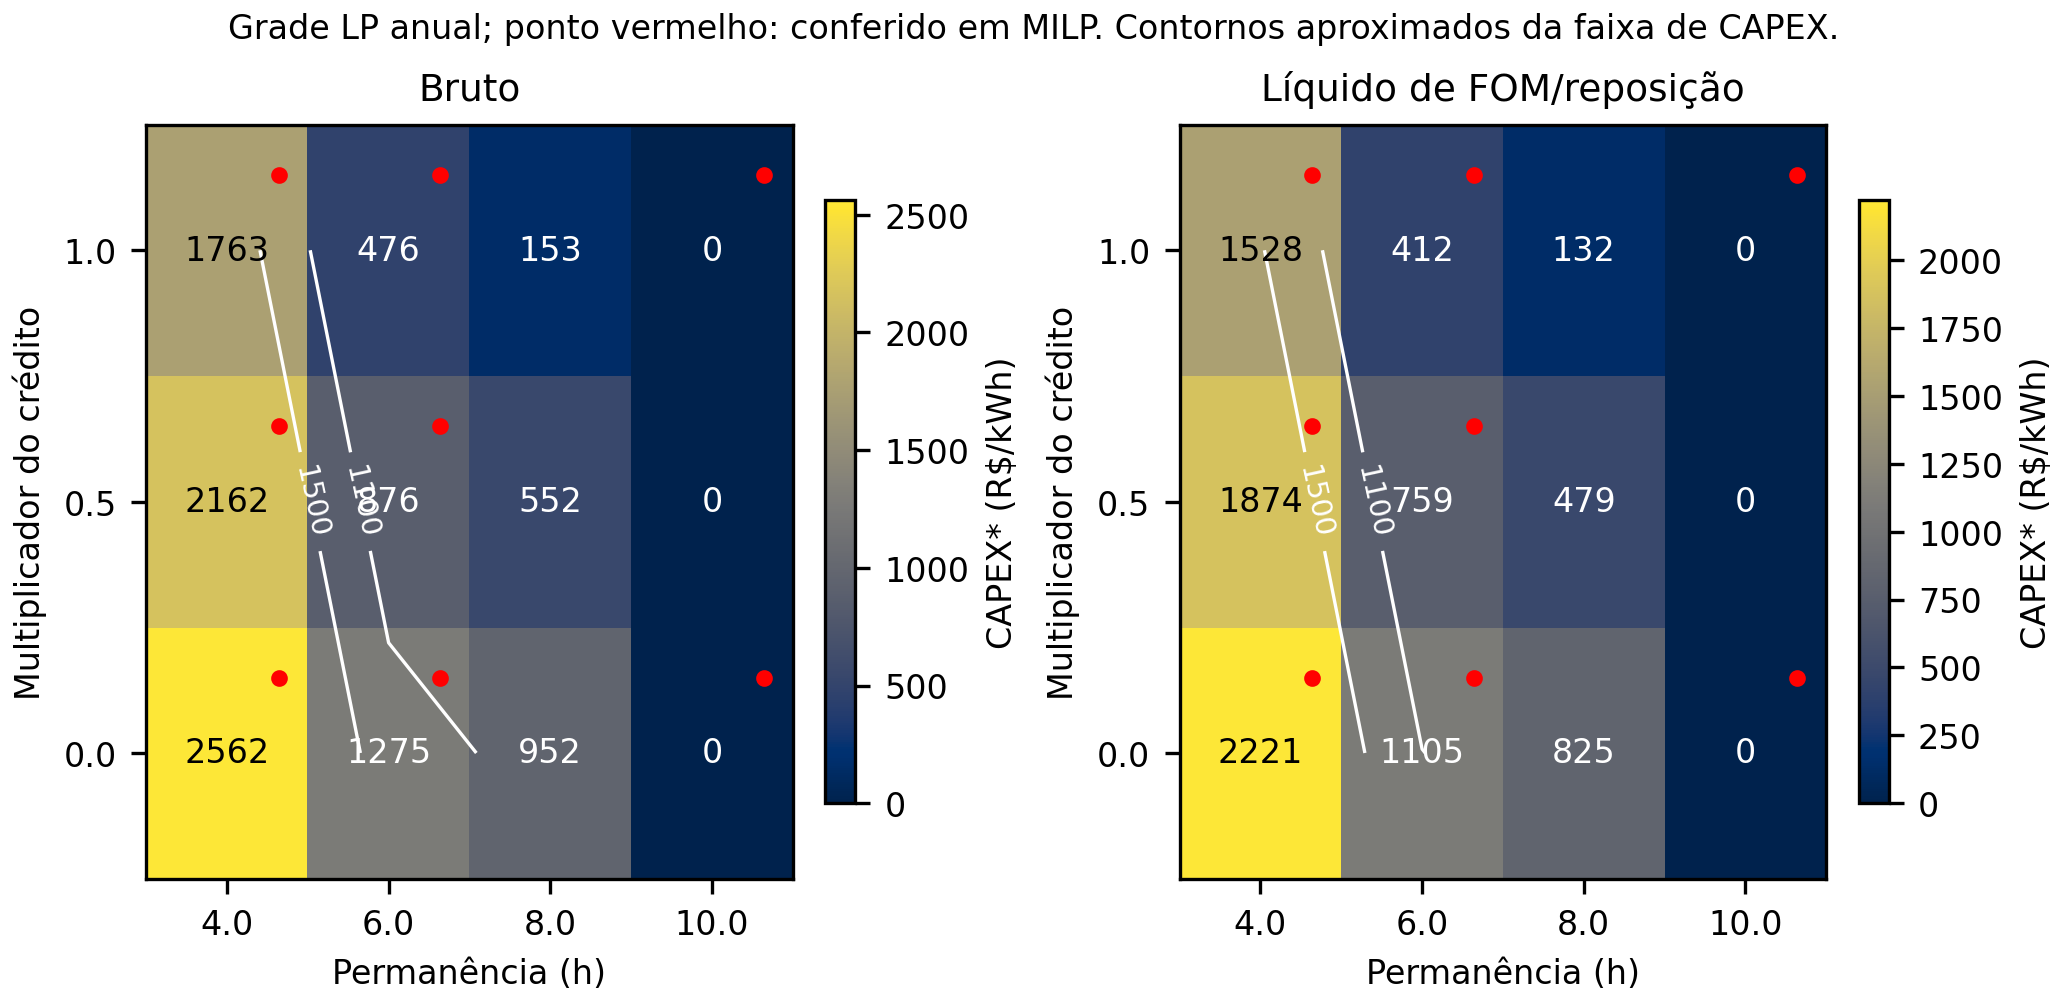 Grade LP anual; ponto vermelho: conferido em MILP. Contornos aproximados da faixa de CAPEX.
Bruto
Multiplicador do crédito
1.0
0.5
0.0
1763 476 153 0
2162 876 552 0
2562 1275 952 0
1500
1100
4.0 6.0 8.0 10.0
Permanência (h)
2500
2000
1500
1000
500
0
CAPEX* (R$/kWh)
Líquido de FOM/reposição
Multiplicador do crédito
1.0
0.5
0.0
1528 412 132 0
1874 759 479 0
2221 1105 825 0
1500
1100
4.0 6.0 8.0 10.0
Permanência (h)
2000
1750
1500
1250
1000
750
500
250
0
CAPEX* (R$/kWh)